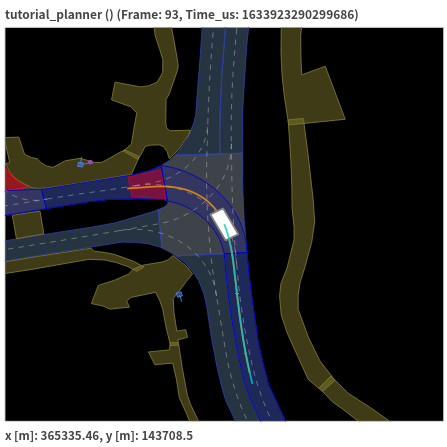 tutorial_planner () (Frame: 93, Time_us: 1633923290299686)
x [m]: 365335.46, y [m]: 143708.5